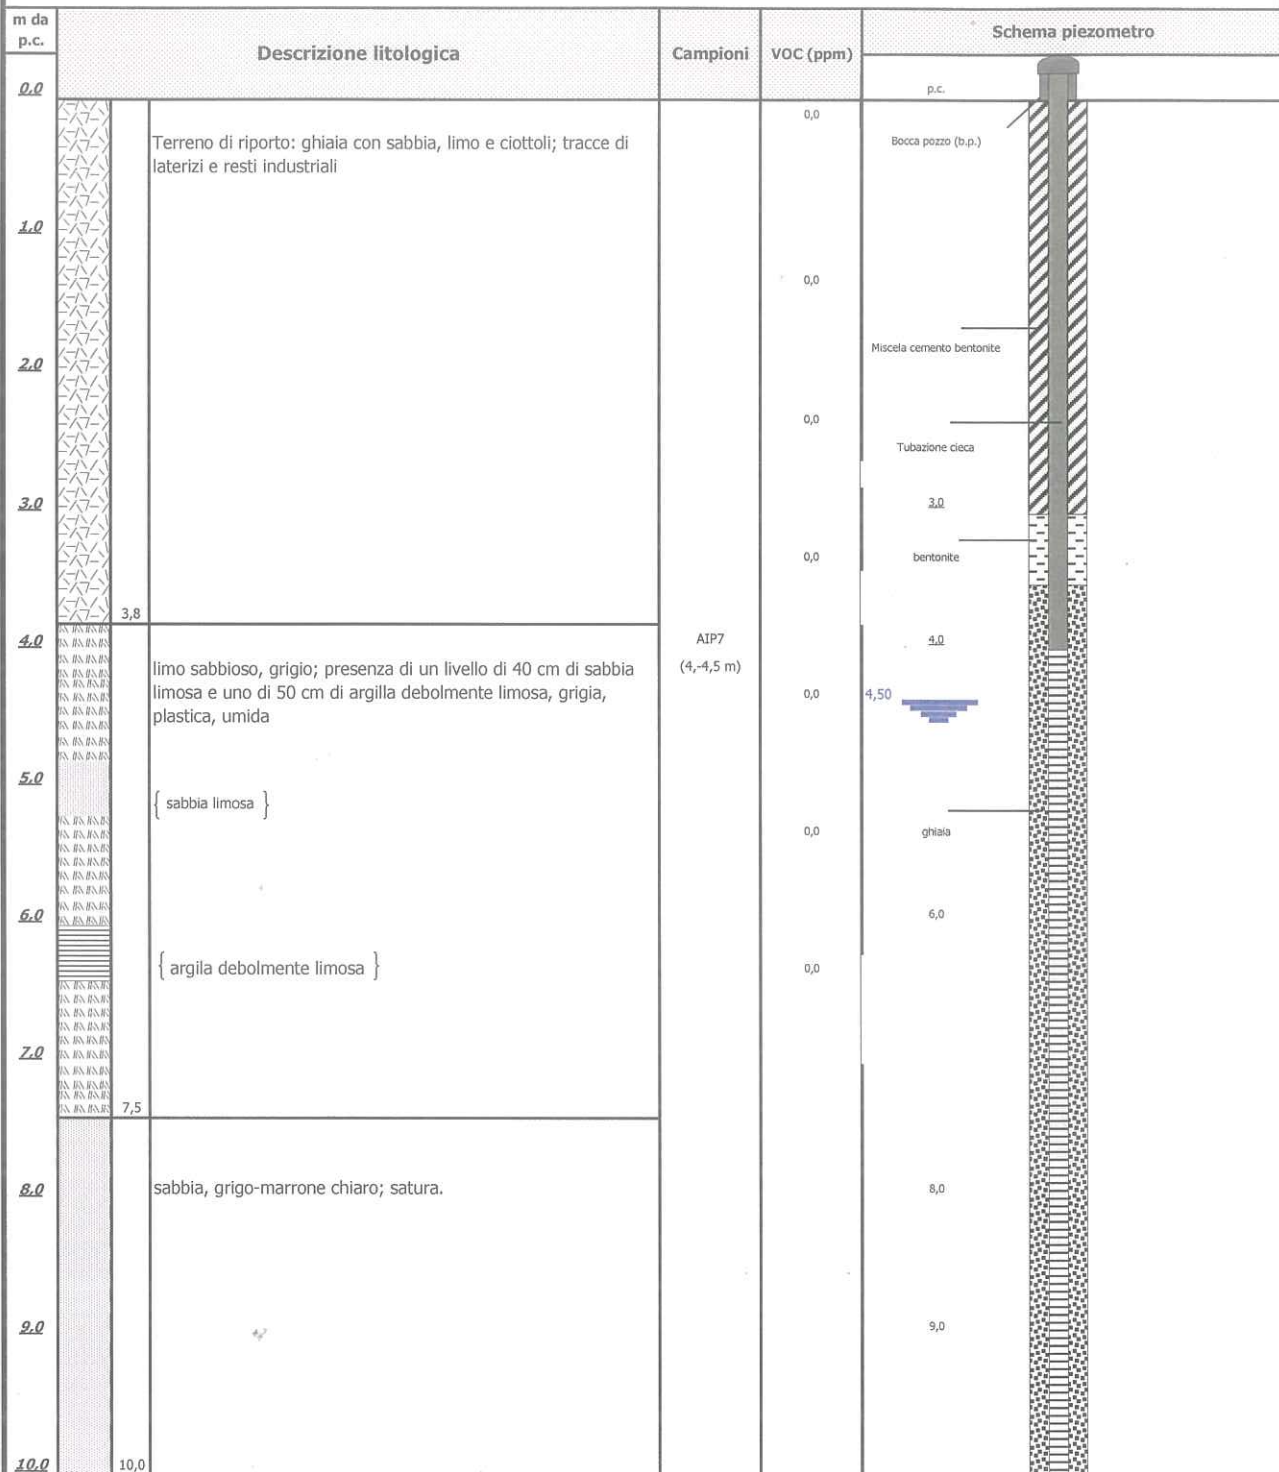 m da
p.c.
Descrizione litologica
Campioni
VOC (ppm)
Schema piezometro
0,0
p.c.
0,0
Bocca pozzo (b.p.)
Terreno di riporto: ghiaia con sabbia, limo e ciottoli; tracce di
laterizi e resti industriali
1,0
0,0
Miscela cemento bentonite
2,0
0,0
Tubazione cieca
3,0
3,0
0,0
bentonite
3,8
4,0
AIP7
(4,-4,5 m)
4,0
limo sabbioso, grigio; presenza di un livello di 40 cm di sabbia
limosa e uno di 50 cm di argilla debolmente limosa, grigia,
plastica, umida
0,0
4,50
5,0
{ sabbia limosa }
0,0
ghiaia
6,0
6,0
{ argila debolmente limosa }
0,0
7,0
7,5
8,0
sabbia, grigo-marrone chiaro; satura.
8,0
9,0
9,0
10,0
10,0